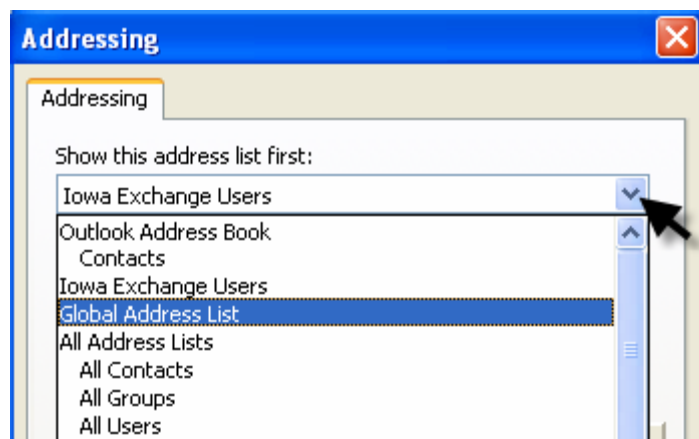 Addressing
Addressing
Show this address list first:
Iowa Exchange Users
Outlook Address Book
Contacts
Iowa Exchange Users
Global Address List
All Address Lists
All Contacts
All Groups
All Users